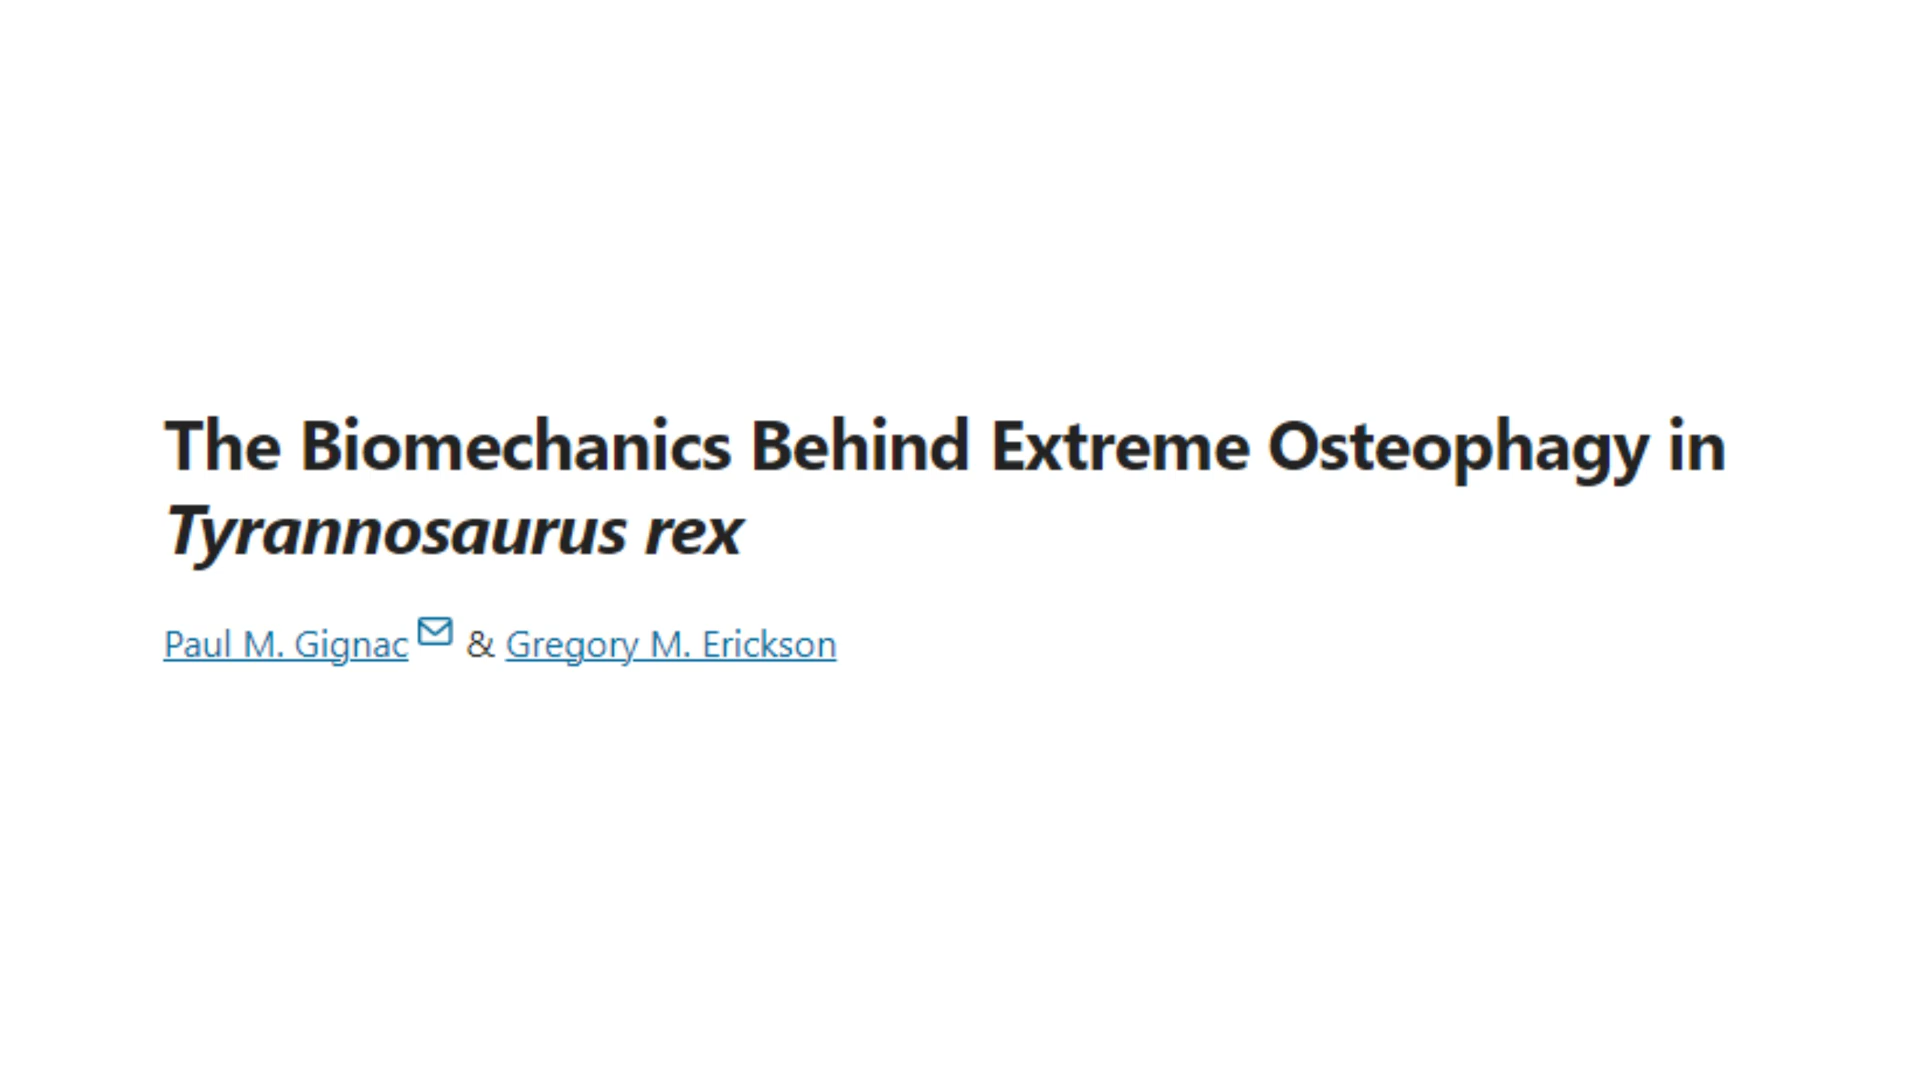 The Biomechanics Behind Extreme Osteophagy in
Tyrannosaurus rex
Paul M. Gignac & Gregory M. Erickson